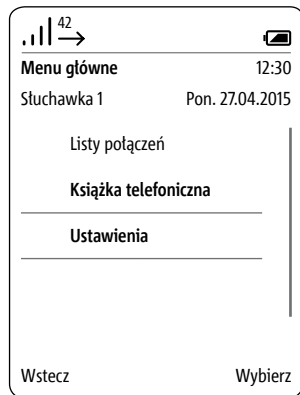 42
Menu główne 12:30
Słuchawka 1 Pon. 27.04.2015
Listy połączeń
Książka telefoniczna
Ustawienia
Wstecz Wybierz